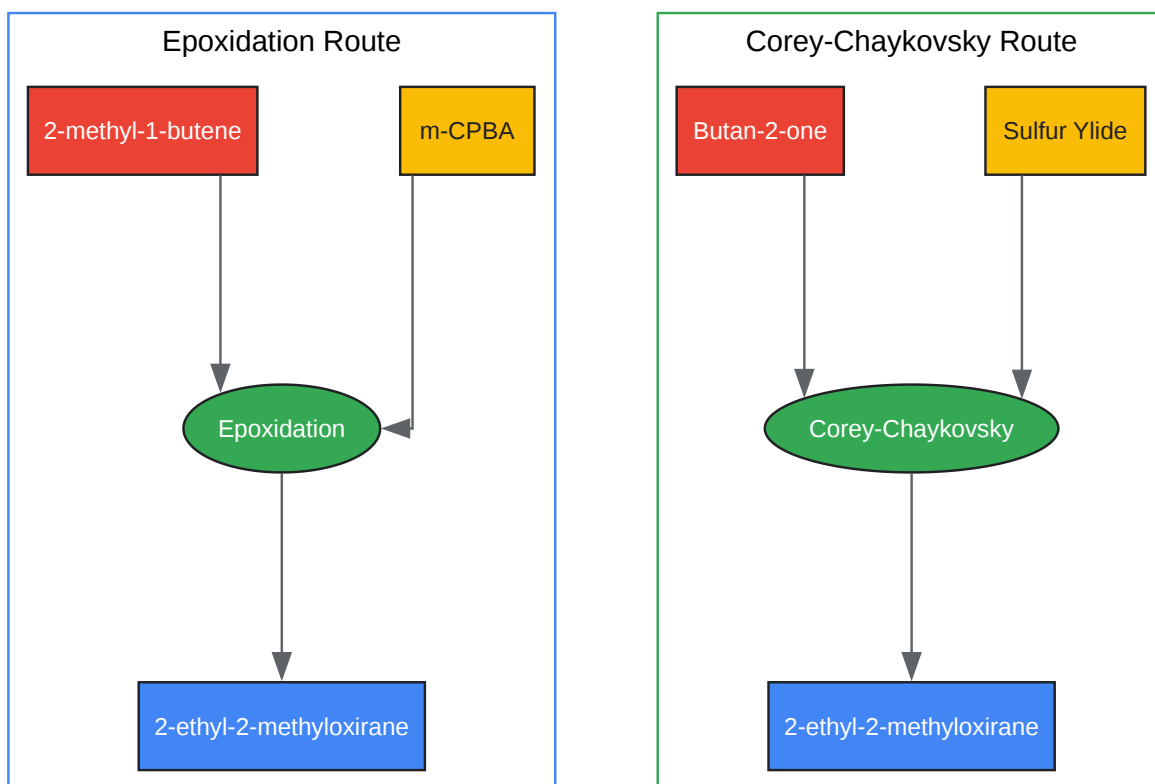 Epoxidation Route
2-methyl-1-butene
m-CPBA
Epoxidation
2-ethyl-2-methyloxirane
Corey-Chaykovsky Route
Butan-2-one
Sulfur Ylide
Corey-Chaykovsky
2-ethyl-2-methyloxirane